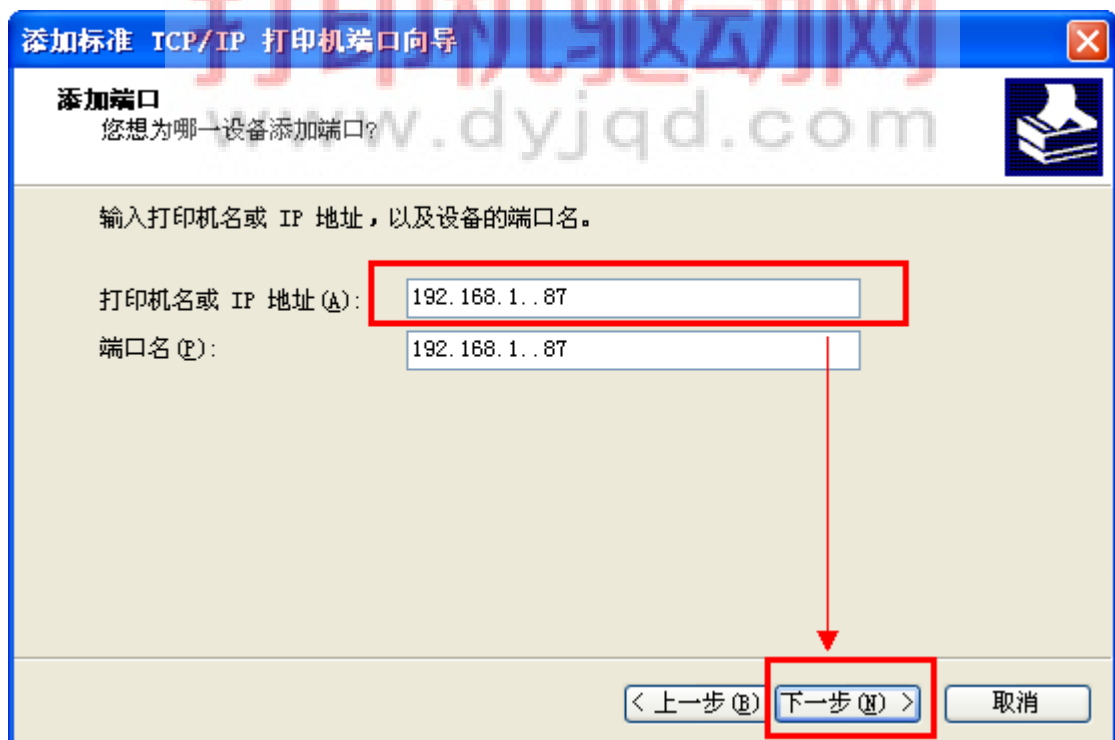 打印机驱动网
添加标准 TCP/IP 打印机端口向导
www.dyjqd.com
添加端口
您想为哪一设备添加端口?
输入打印机名或 IP 地址,以及设备的端口名。
打印机名或 IP 地址(A): 192.168.1..87
端口名(P): 192.168.1..87
< 上一步(B) 下一步(N) > 取消